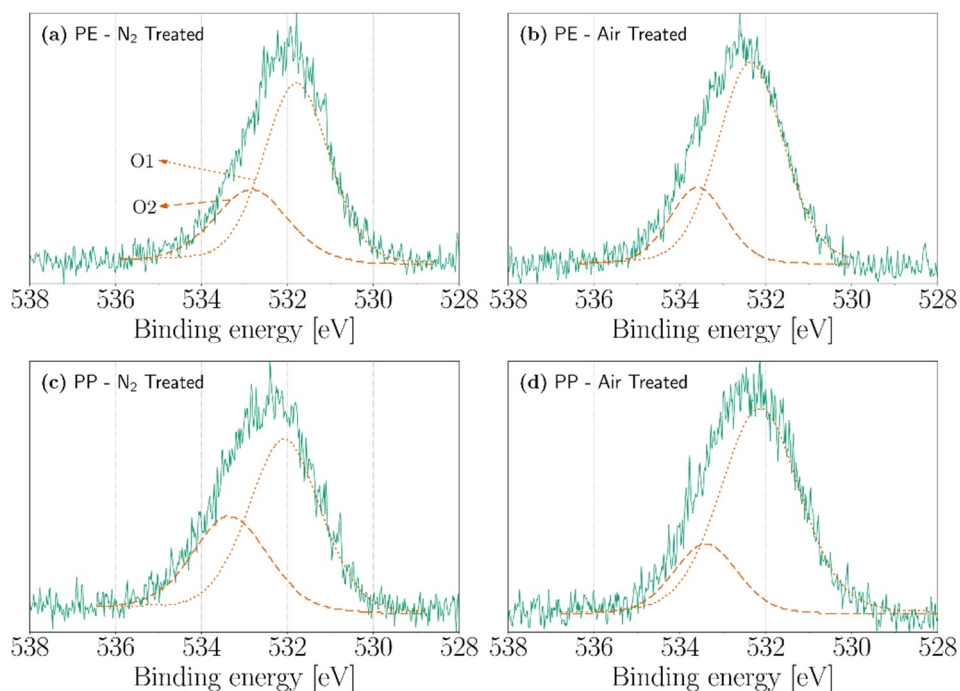 (a) PE - N₂ Treated
O1
O2
538 536 534 532 530 528
Binding energy [eV]
(b) PE - Air Treated
538 536 534 532 530 528
Binding energy [eV]
(c) PP - N₂ Treated
538 536 534 532 530 528
Binding energy [eV]
(d) PP - Air Treated
538 536 534 532 530 528
Binding energy [eV]